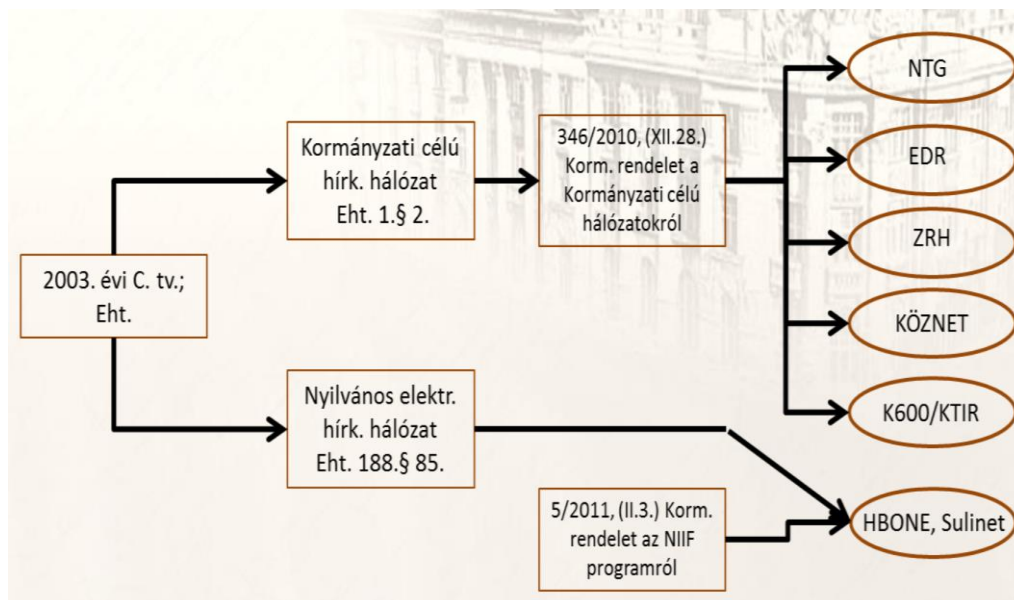 2003. évi C. tv.;
Eht.
Kormányzati célú
hírk. hálózat
Eht. 1.§ 2.
346/2010, (XII.28.)
Korm. rendelet a
Kormányzati célú
hálózatokról
NTG
EDR
ZRH
KÖZNET
K600/KTIR
Nyilvános elektr.
hírk. hálózat
Eht. 188.§ 85.
5/2011, (II.3.) Korm.
rendelet az NIIF
programról
HBONE, Sulinet